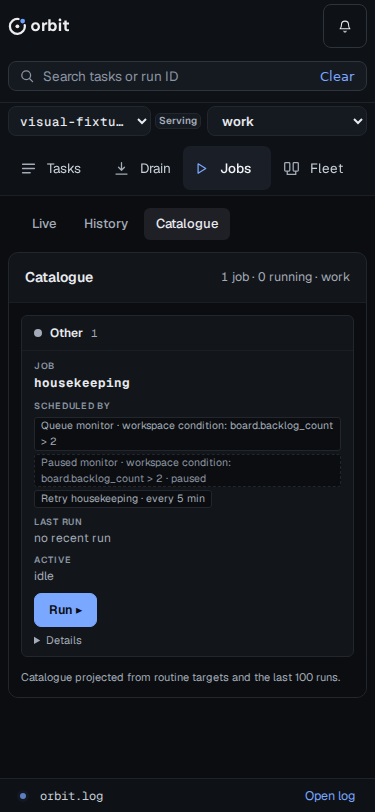 orbit
Search tasks or run ID
Clear
visual-fixtu…
Serving
work
Tasks
Drain
Jobs
Fleet
Live
History
Catalogue
Catalogue
1 job · 0 running · work
Other 1
JOB
housekeeping
SCHEDULED BY
Queue monitor · workspace condition: board.backlog_count
> 2
Paused monitor · workspace condition:
board.backlog_count > 2 · paused
Retry housekeeping · every 5 min
LAST RUN
no recent run
ACTIVE
idle
Run ▸
▶ Details
Catalogue projected from routine targets and the last 100 runs.
orbit.log
Open log